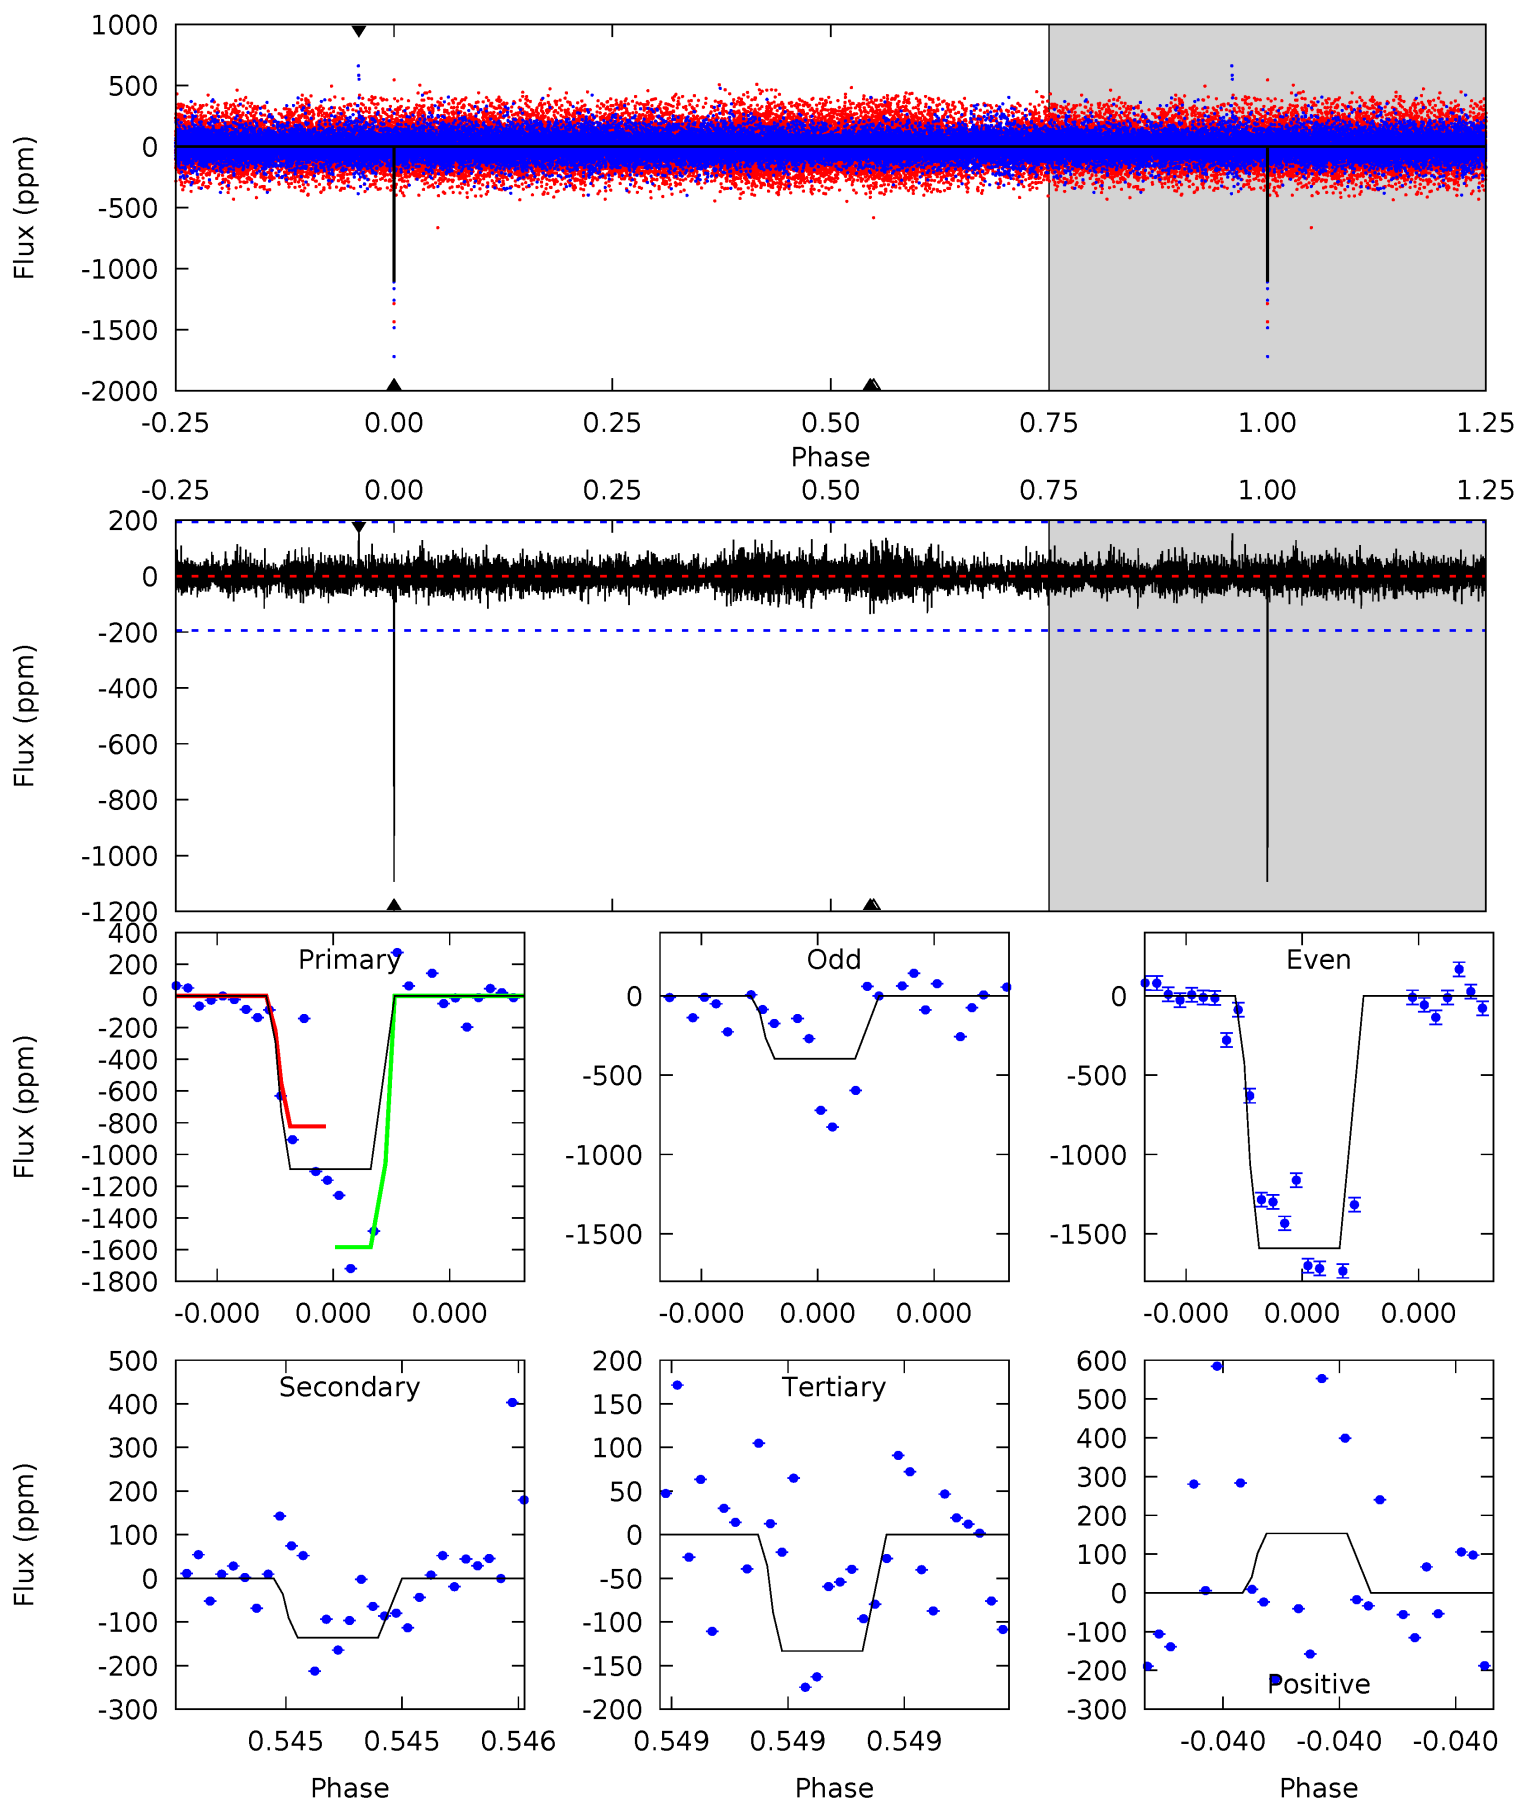 1000
500
0
-500
-1000
-1500
-2000
Flux (ppm)
-0.25 0.00 0.25 0.50 0.75 1.00 1.25
Phase
-0.25 0.00 0.25 0.50 0.75 1.00 1.25
200
0
-200
-400
-600
-800
-1000
-1200
Flux (ppm)
Primary
400
200
0
-200
-400
-600
-800
-1000
-1200
-1400
-1600
-1800
Flux (ppm)
-0.000 0.000 0.000
Odd
0
-500
-1000
-1500
-0.000 0.000 0.000
Even
0
-500
-1000
-1500
-0.000 0.000 0.000
Secondary
500
400
300
200
100
0
-100
-200
-300
Flux (ppm)
0.545 0.545 0.546
Phase
Tertiary
200
150
100
50
0
-50
-100
-150
-200
0.549 0.549 0.549
Phase
600
500
400
300
200
100
0
-100
-200
-300
Positive
-0.040 -0.040 -0.040
Phase